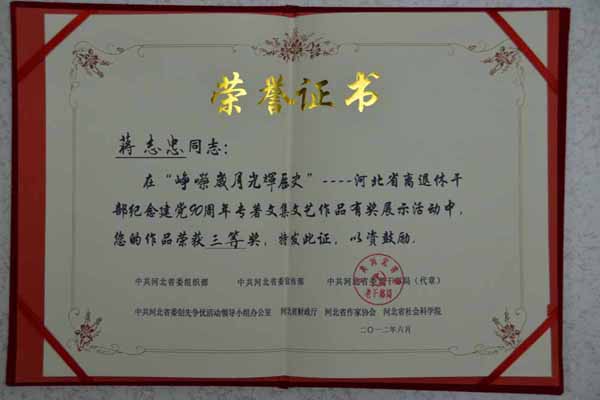 荣誉证书
蒋志忠同志:
在“峥嵘岁月光辉历史”----河北省离退休干
部纪念建党90周年专著文集文艺作品有奖展示活动中,
您的作品荣获三等奖,特发此证,以资鼓励。
中共河北省委组织部 中共河北省委宣传部 中共河北省委老干部局(代章)
中共河北省委创先争优活动领导小组办公室 河北省财政厅 河北省作家协会 河北省社会科学院
二〇一二年六月